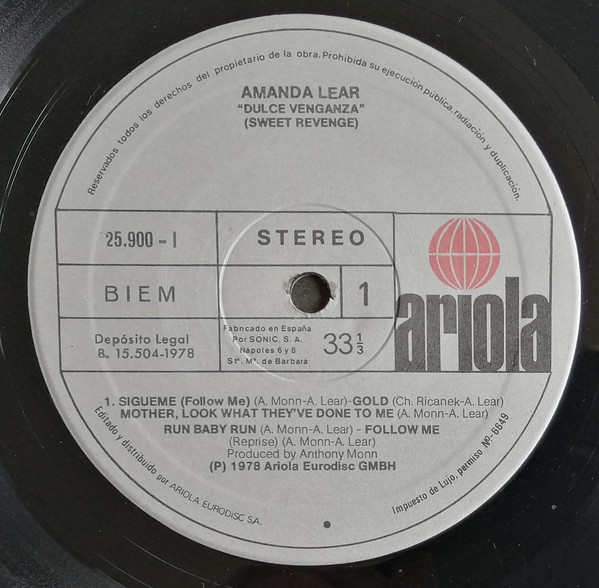 Reservados todos los derechos del propietario de la obra. Prohibida su ejecución pública, radiación y duplicación.
AMANDA LEAR
"DULCE VENGANZA"
(SWEET REVENGE)
25.900 - I
STEREO
BIEM
1
ariola
Depósito Legal
B. 15.504-1978
Fabricado en España
Por SONIC, S. A.
Nápoles 6 y 8
Stª. Mª. de Barbará
33 1/3
1. SIGUEME (Follow Me) (A. Monn-A. Lear)-GOLD (Ch. Ricanek-A. Lear)
MOTHER, LOOK WHAT THEY'VE DONE TO ME (A. Monn-A. Lear)
RUN BABY RUN (A. Monn-A. Lear) - FOLLOW ME
(Reprise) (A. Monn-A. Lear)
Produced by Anthony Monn
(P) 1978 Ariola Eurodisc GMBH
Editado y distribuido por ARIOLA EURODISC S.A.
Impuesto de Lujo, permiso Nº.-6649